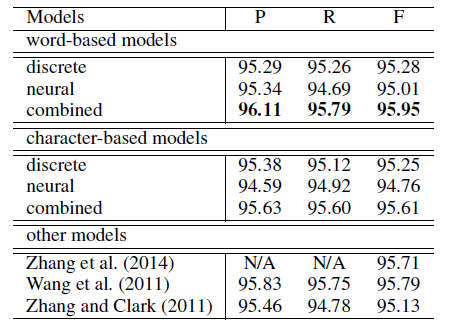 Models P R F
word-based models
discrete 95.29 95.26 95.28
neural 95.34 94.69 95.01
combined 96.11 95.79 95.95
character-based models
discrete 95.38 95.12 95.25
neural 94.59 94.92 94.76
combined 95.63 95.60 95.61
other models
Zhang et al. (2014) N/A N/A 95.71
Wang et al. (2011) 95.83 95.75 95.79
Zhang and Clark (2011) 95.46 94.78 95.13